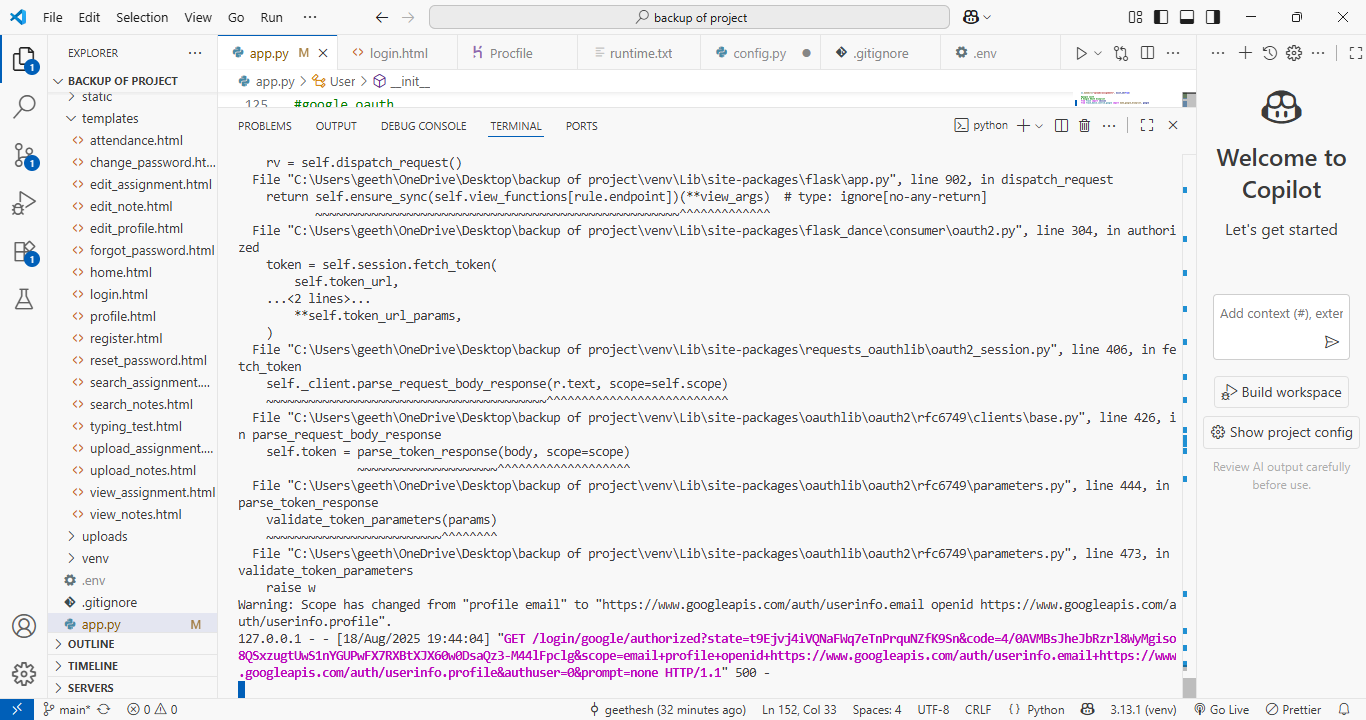 File Edit Selection View Go Run ···
backup of project
EXPLORER ···
BACKUP OF PROJECT
static
templates
attendance.html
change_password.ht...
edit_assignment.html
edit_note.html
edit_profile.html
forgot_password.html
home.html
login.html
profile.html
register.html
reset_password.html
search_assignment....
search_notes.html
typing_test.html
upload_assignment....
upload_notes.html
view_assignment.html
view_notes.html
uploads
venv
.env
.gitignore
app.py M
OUTLINE
TIMELINE
SERVERS
1
1
1
app.py M login.html Procfile runtime.txt config.py .gitignore .env
app.py > User > __init__
125 #google oauth
PROBLEMS OUTPUT DEBUG CONSOLE TERMINAL PORTS
python
rv = self.dispatch_request()
File "C:\Users\geeth\OneDrive\Desktop\backup of project\venv\Lib\site-packages\flask\app.py", line 902, in dispatch_request
return self.ensure_sync(self.view_functions[rule.endpoint])(**view_args)  # type: ignore[no-any-return]
~~~~~~~~~~~~~~~~~~~~~~~~~~~~~~~~~~~~~~~~~~~~~~~~~~~~^^^^^^^^^^^^^
File "C:\Users\geeth\OneDrive\Desktop\backup of project\venv\Lib\site-packages\flask_dance\consumer\oauth2.py", line 304, in authori
zed
token = self.session.fetch_token(
self.token_url,
...<2 lines>...
**self.token_url_params,
)
File "C:\Users\geeth\OneDrive\Desktop\backup of project\venv\Lib\site-packages\requests_oauthlib\oauth2_session.py", line 406, in fe
tch_token
self._client.parse_request_body_response(r.text, scope=self.scope)
~~~~~~~~~~~~~~~~~~~~~~~~~~~~~~~~~~~~~~~~^^^^^^^^^^^^^^^^^^^^^^^^^^
File "C:\Users\geeth\OneDrive\Desktop\backup of project\venv\Lib\site-packages\oauthlib\oauth2\rfc6749\clients\base.py", line 426, i
n parse_request_body_response
self.token = parse_token_response(body, scope=scope)
~~~~~~~~~~~~~~~~~~~~^^^^^^^^^^^^^^^^^^^
File "C:\Users\geeth\OneDrive\Desktop\backup of project\venv\Lib\site-packages\oauthlib\oauth2\rfc6749\parameters.py", line 444, in
parse_token_response
validate_token_parameters(params)
~~~~~~~~~~~~~~~~~~~~~~~~~^^^^^^^^
File "C:\Users\geeth\OneDrive\Desktop\backup of project\venv\Lib\site-packages\oauthlib\oauth2\rfc6749\parameters.py", line 473, in
validate_token_parameters
raise w
Warning: Scope has changed from "profile email" to "https://www.googleapis.com/auth/userinfo.email openid https://www.googleapis.com/a
uth/userinfo.profile".
127.0.0.1 - - [18/Aug/2025 19:44:04] "GET /login/google/authorized?state=t9Ejvj4iVQNaFWq7eTnPrquNZfK9Sn&code=4/0AVMBsJheJbRzrl8WyMgiso
8QSxzugtUwS1nYGUPwFX7RXBtXJX60w0DsaQz3-M44lFpclg&scope=email+profile+openid+https://www.googleapis.com/auth/userinfo.email+https://www
.googleapis.com/auth/userinfo.profile&authuser=0&prompt=none HTTP/1.1" 500 -
Welcome to
Copilot
Let's get started
Add context (#), exter
Build workspace
Show project config
Review AI output carefully
before use.
main* 0 0 geethesh (32 minutes ago) Ln 152, Col 33 Spaces: 4 UTF-8 CRLF { } Python 3.13.1 (venv) Go Live Prettier